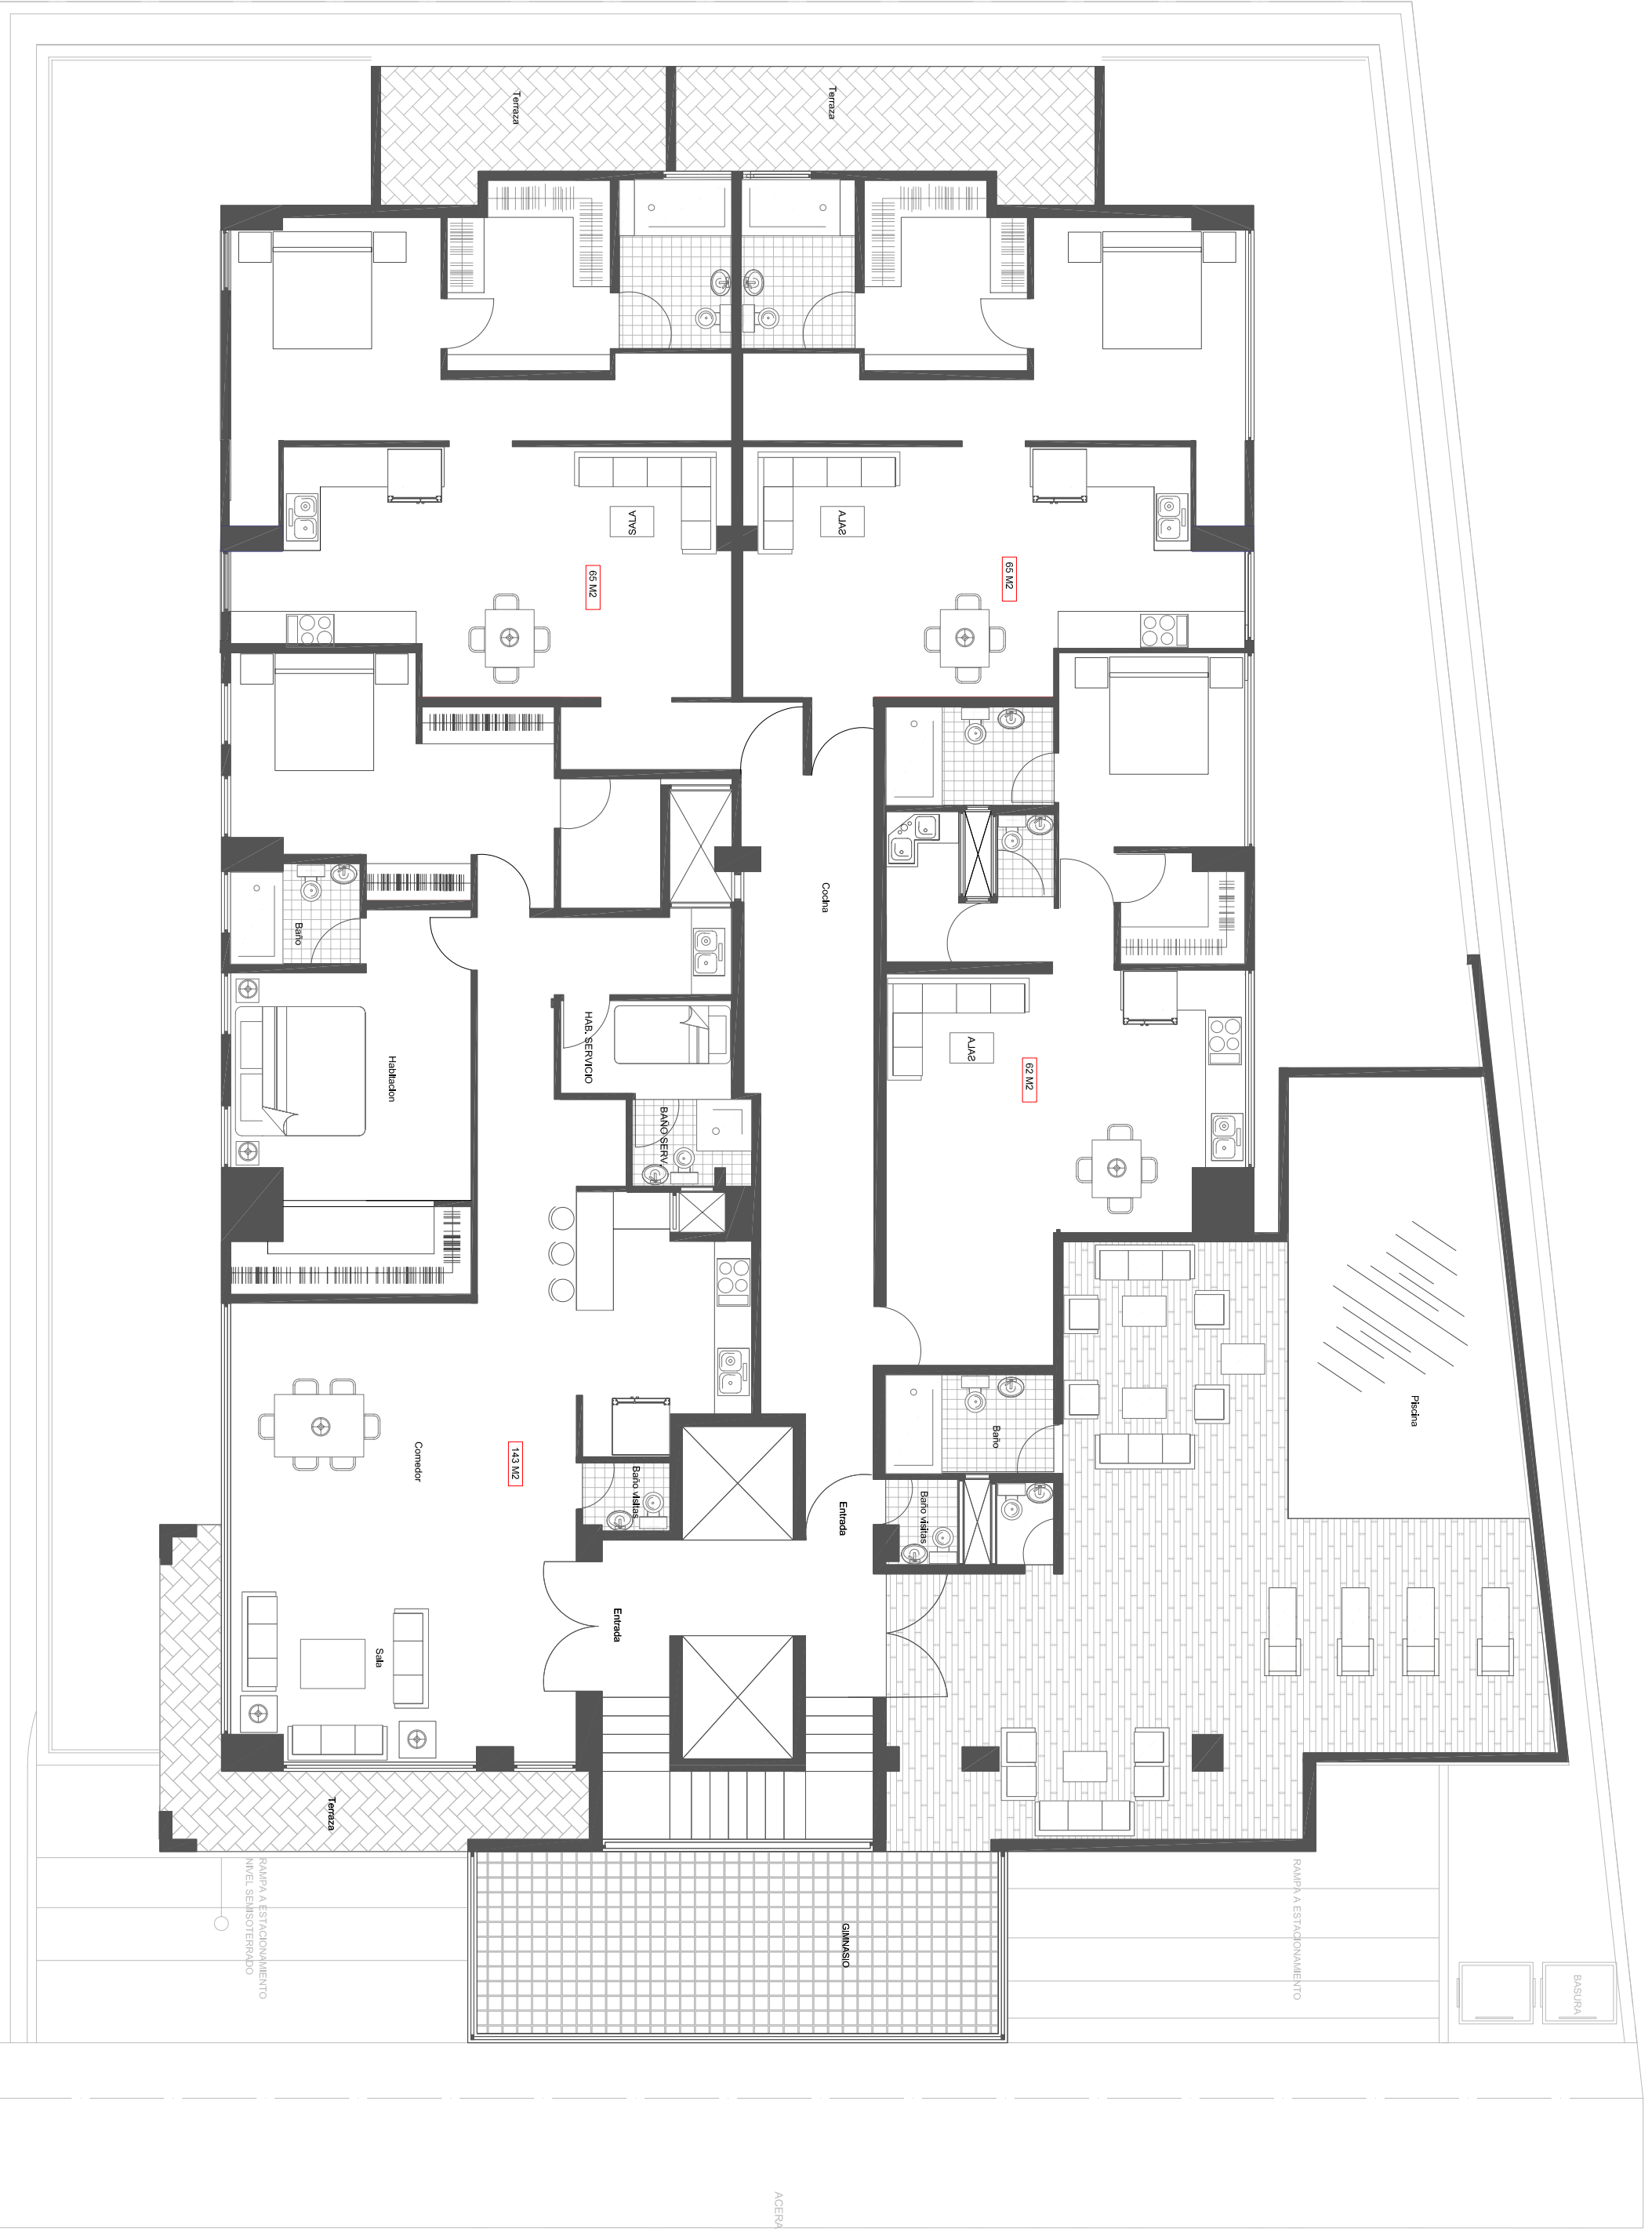 Terraza
Terraza
SALA
SALA
65 M2
65 M2
Cocina
Baño
HAB. SERVICIO
Habitacion
SALA
62 M2
BAÑO SERV.
Piscina
Baño
Comedor
143 M2
Baño visitas
Baño visitas
Entrada
Entrada
Sala
Terraza
RAMPA A ESTACIONAMIENTO
NIVEL SEMISOTERRADO
RAMPA A ESTACIONAMIENTO
GIMNASIO
BASURA
ACERA